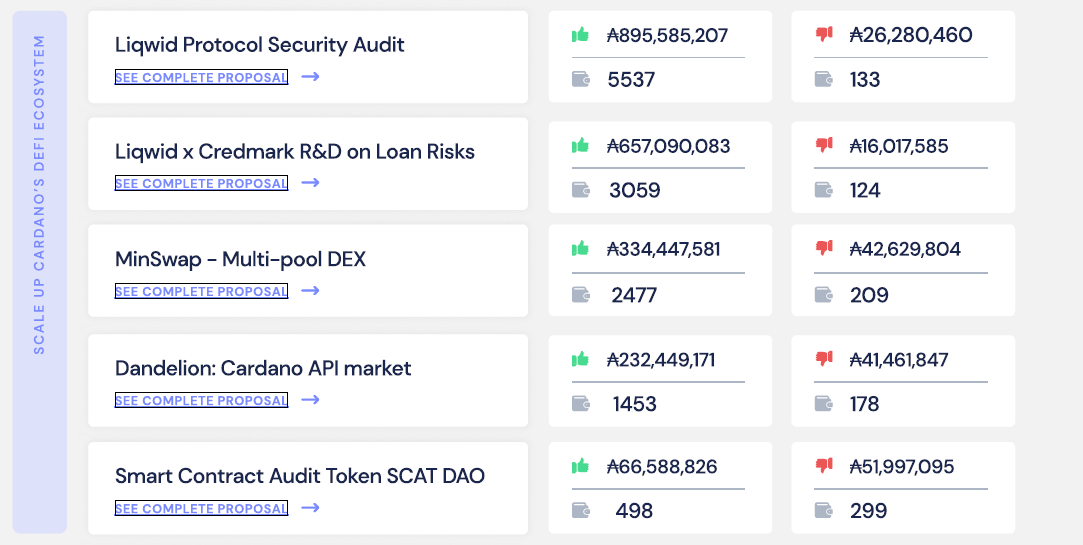 SCALE UP CARDANO'S DEFI ECOSYSTEM
Liqwid Protocol Security Audit
SEE COMPLETE PROPOSAL →
₳895,585,207
5537
₳26,280,460
133
Liqwid x Credmark R&D on Loan Risks
SEE COMPLETE PROPOSAL →
₳657,090,083
3059
₳16,017,585
124
MinSwap - Multi-pool DEX
SEE COMPLETE PROPOSAL →
₳334,447,581
2477
₳42,629,804
209
Dandelion: Cardano API market
SEE COMPLETE PROPOSAL →
₳232,449,171
1453
₳41,461,847
178
Smart Contract Audit Token SCAT DAO
SEE COMPLETE PROPOSAL →
₳66,588,826
498
₳51,997,095
299